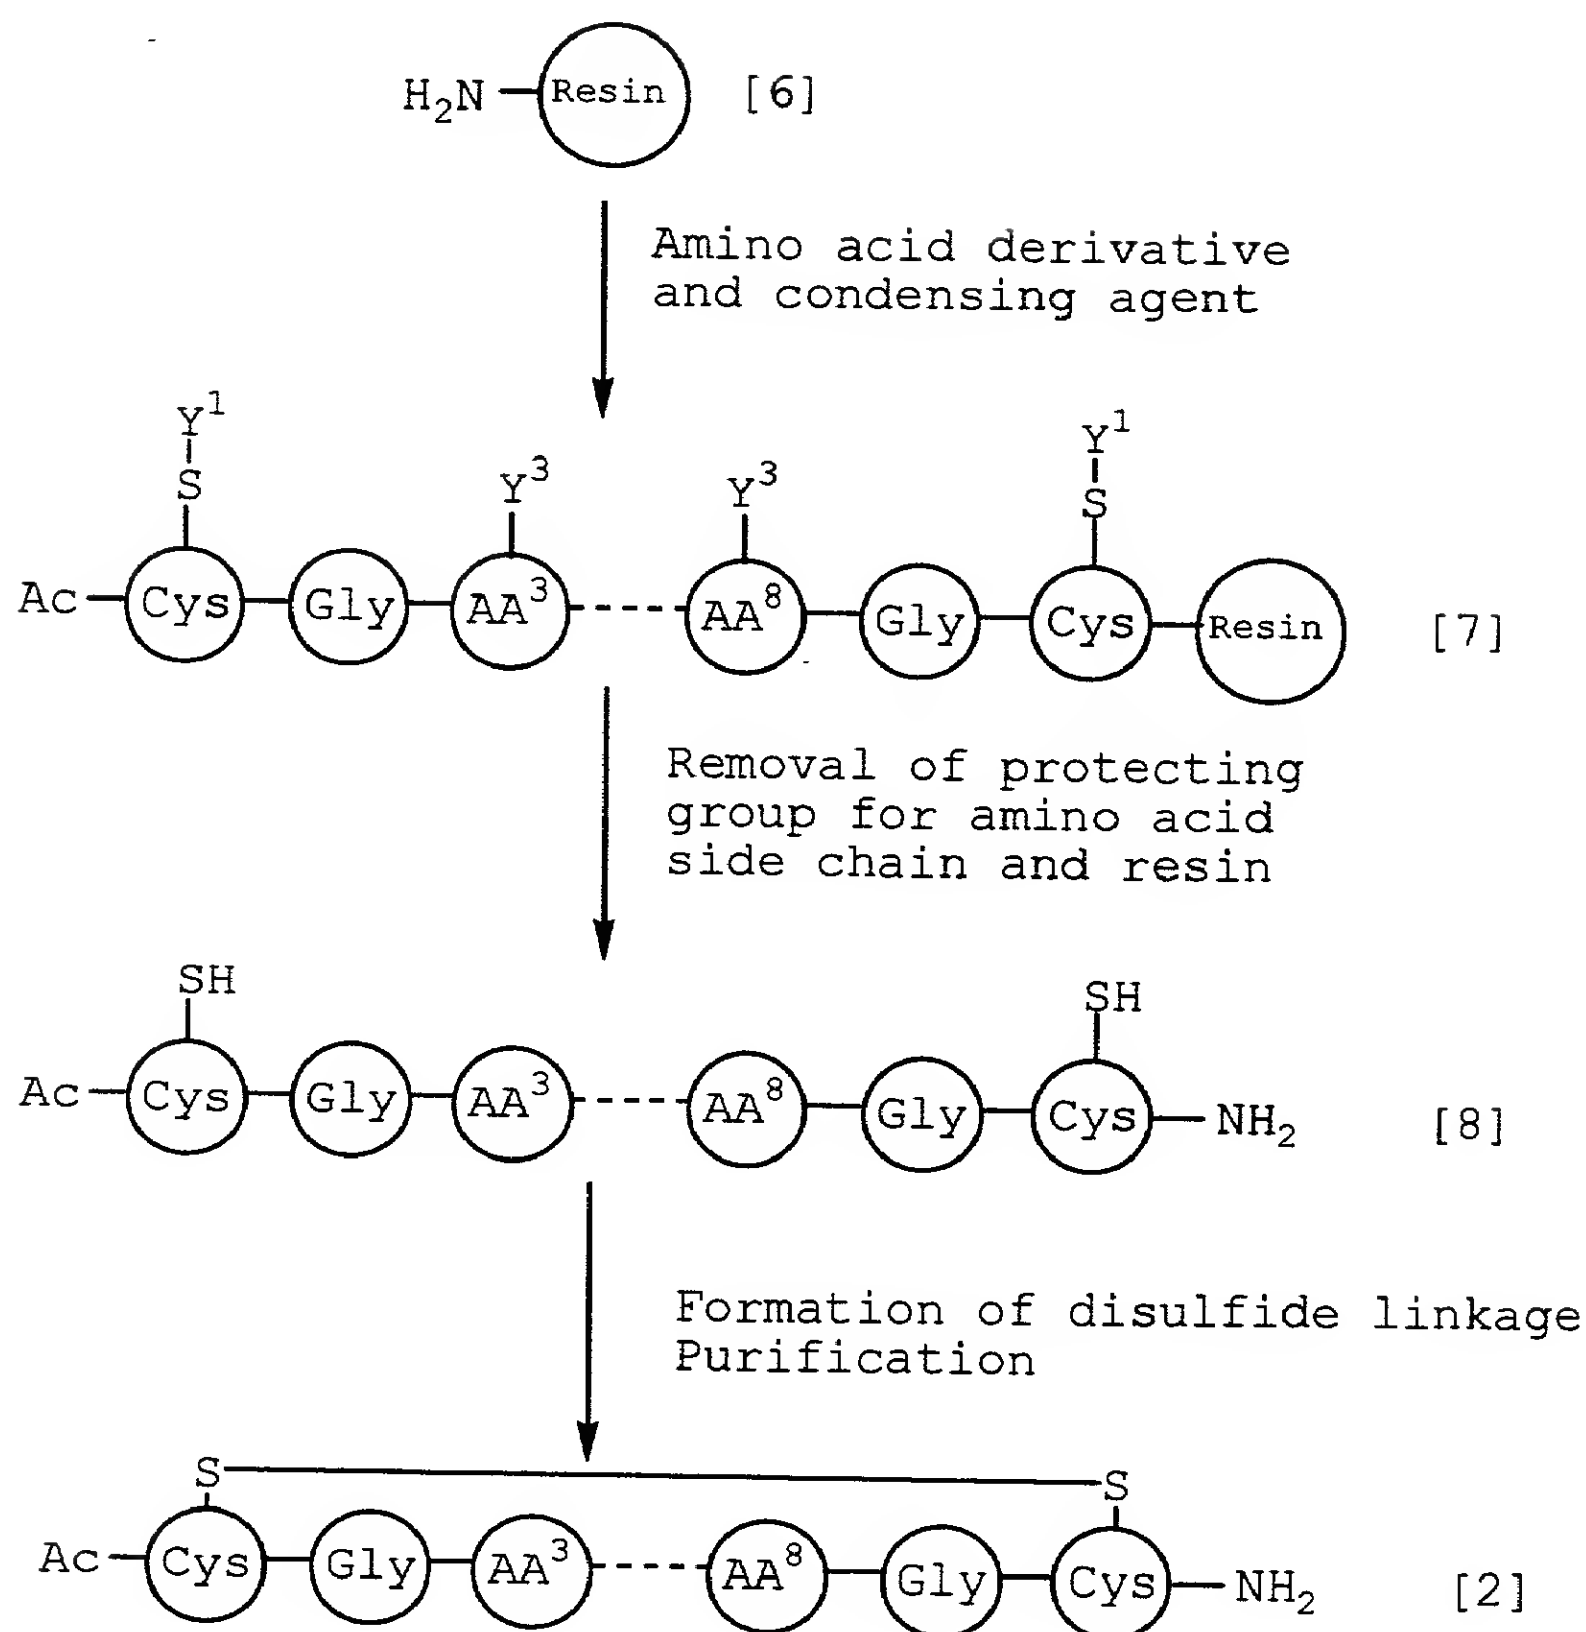 H₂N Resin [6]
Amino acid derivative
and condensing agent
Y¹ Y¹
S Y³ Y³ S
Ac Cys Gly AA³ AA⁸ Gly Cys Resin [7]
Removal of protecting
group for amino acid
side chain and resin
SH SH
Ac Cys Gly AA³ AA⁸ Gly Cys NH₂ [8]
Formation of disulfide linkage
Purification
S S
Ac Cys Gly AA³ AA⁸ Gly Cys NH₂ [2]